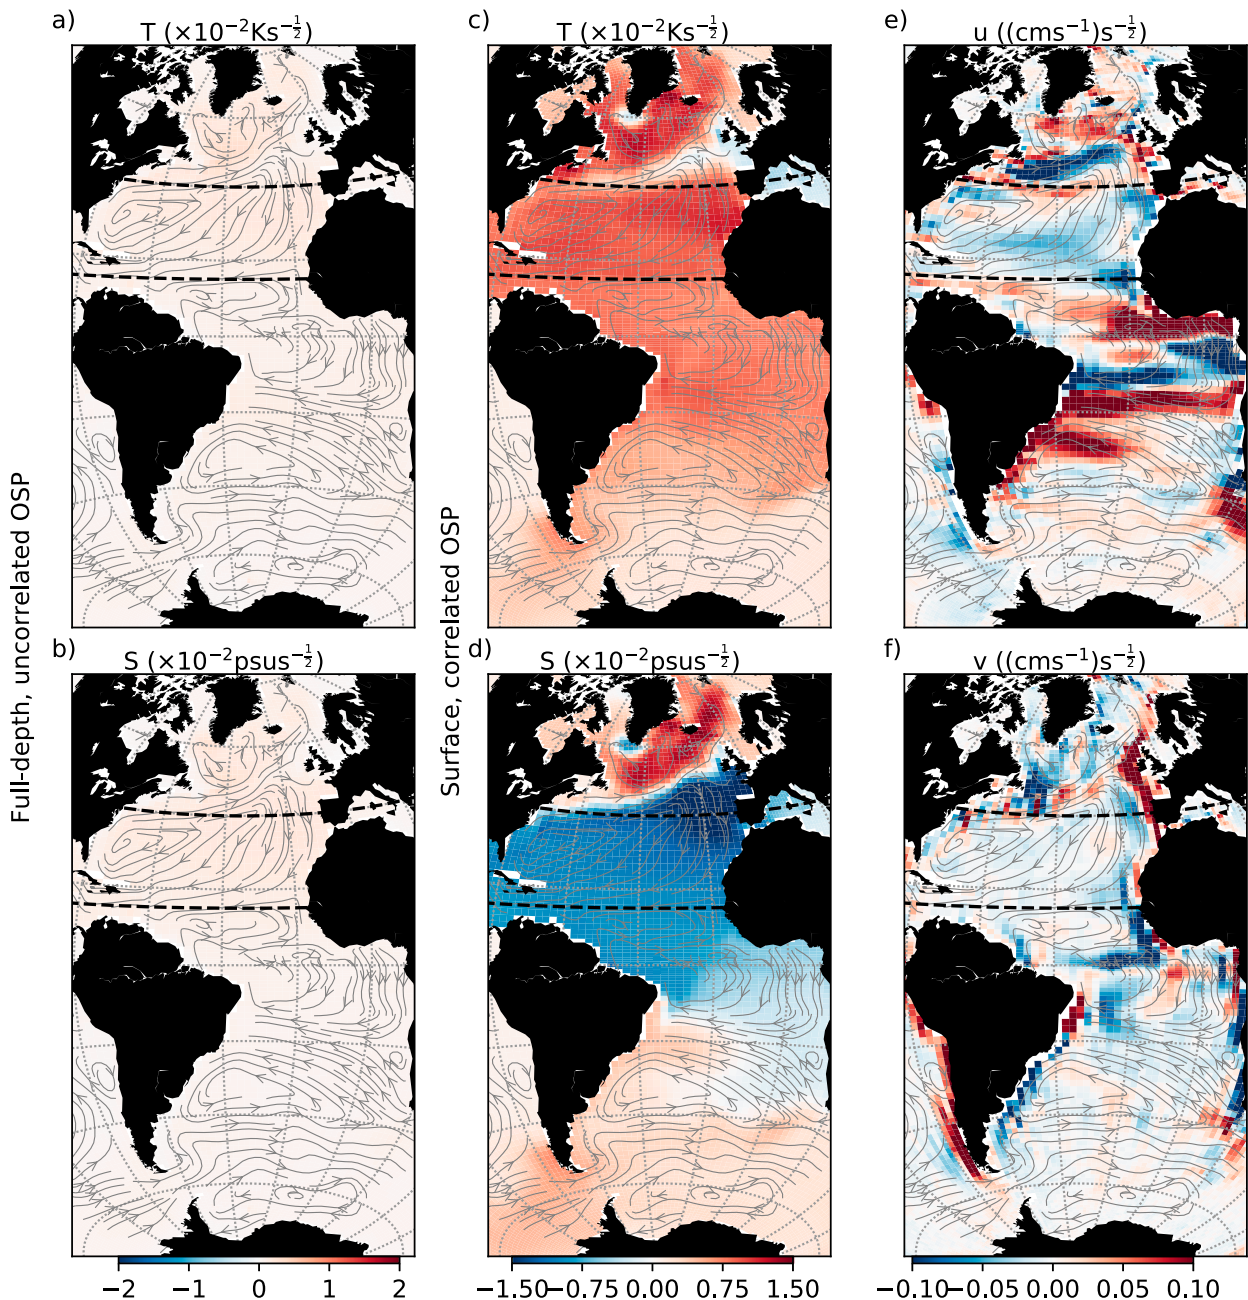 a)
T (×10⁻²Ks⁻½)
c)
T (×10⁻²Ks⁻½)
e)
u ((cms⁻¹)s⁻½)
Full-depth, uncorrelated OSP
Surface, correlated OSP
b)
S (×10⁻²psus⁻½)
d)
S (×10⁻²psus⁻½)
f)
v ((cms⁻¹)s⁻½)
−2 −1 0 1 2
−1.50 −0.75 0.00 0.75 1.50
−0.10 −0.05 0.00 0.05 0.10